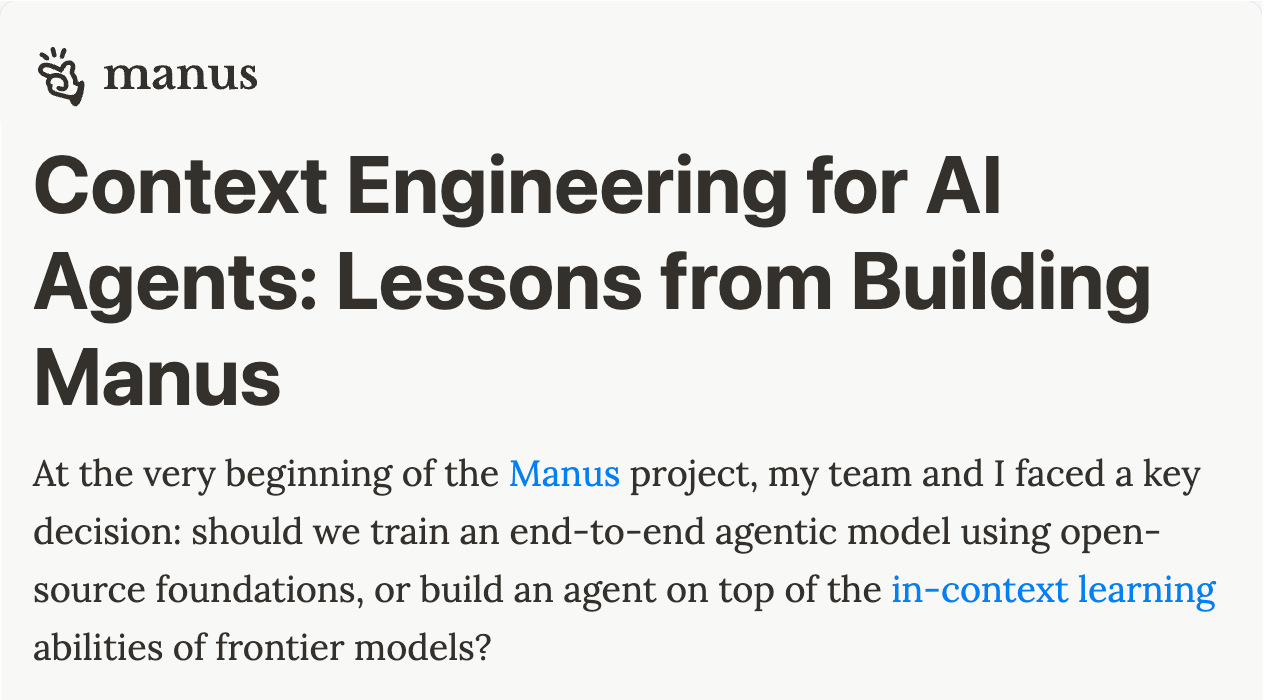 manus
Context Engineering for AI
Agents: Lessons from Building
Manus
At the very beginning of the Manus project, my team and I faced a key
decision: should we train an end-to-end agentic model using open-
source foundations, or build an agent on top of the in-context learning
abilities of frontier models?